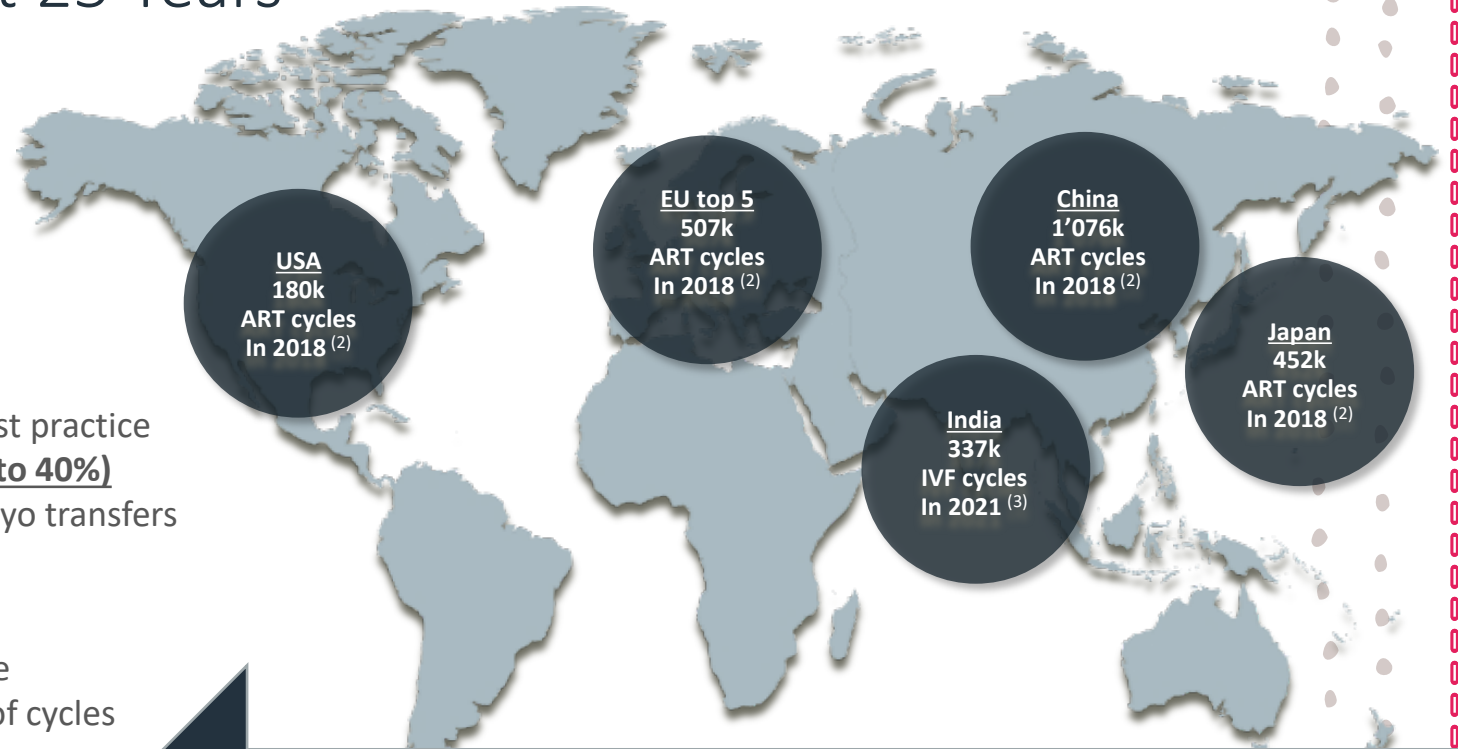 t 25 Years
USA
180k
ART cycles
In 2018 (2)
EU top 5
507k
ART cycles
In 2018 (2)
China
1’076k
ART cycles
In 2018 (2)
Japan
452k
ART cycles
In 2018 (2)
India
337k
IVF cycles
In 2021 (3)
st practice
to 40%)
yo transfers
e
of cycles